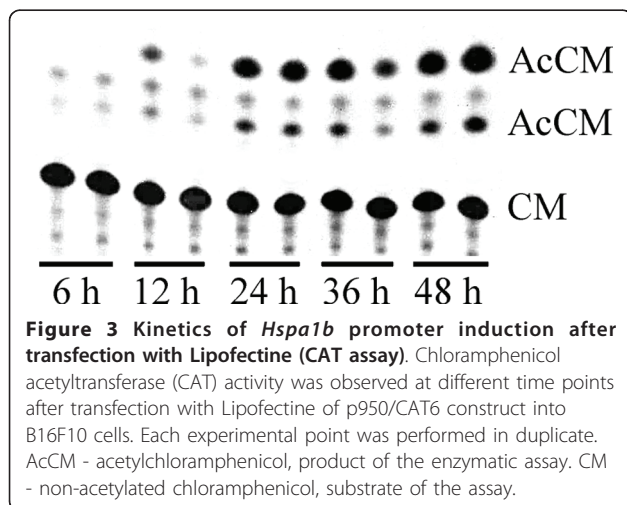 AcCM
AcCM
CM
6 h 12 h 24 h 36 h 48 h
Figure 3 Kinetics of Hspa1b promoter induction after
transfection with Lipofectine (CAT assay). Chloramphenicol
acetyltransferase (CAT) activity was observed at different time points
after transfection with Lipofectine of p950/CAT6 construct into
B16F10 cells. Each experimental point was performed in duplicate.
AcCM - acetylchloramphenicol, product of the enzymatic assay. CM
- non-acetylated chloramphenicol, substrate of the assay.